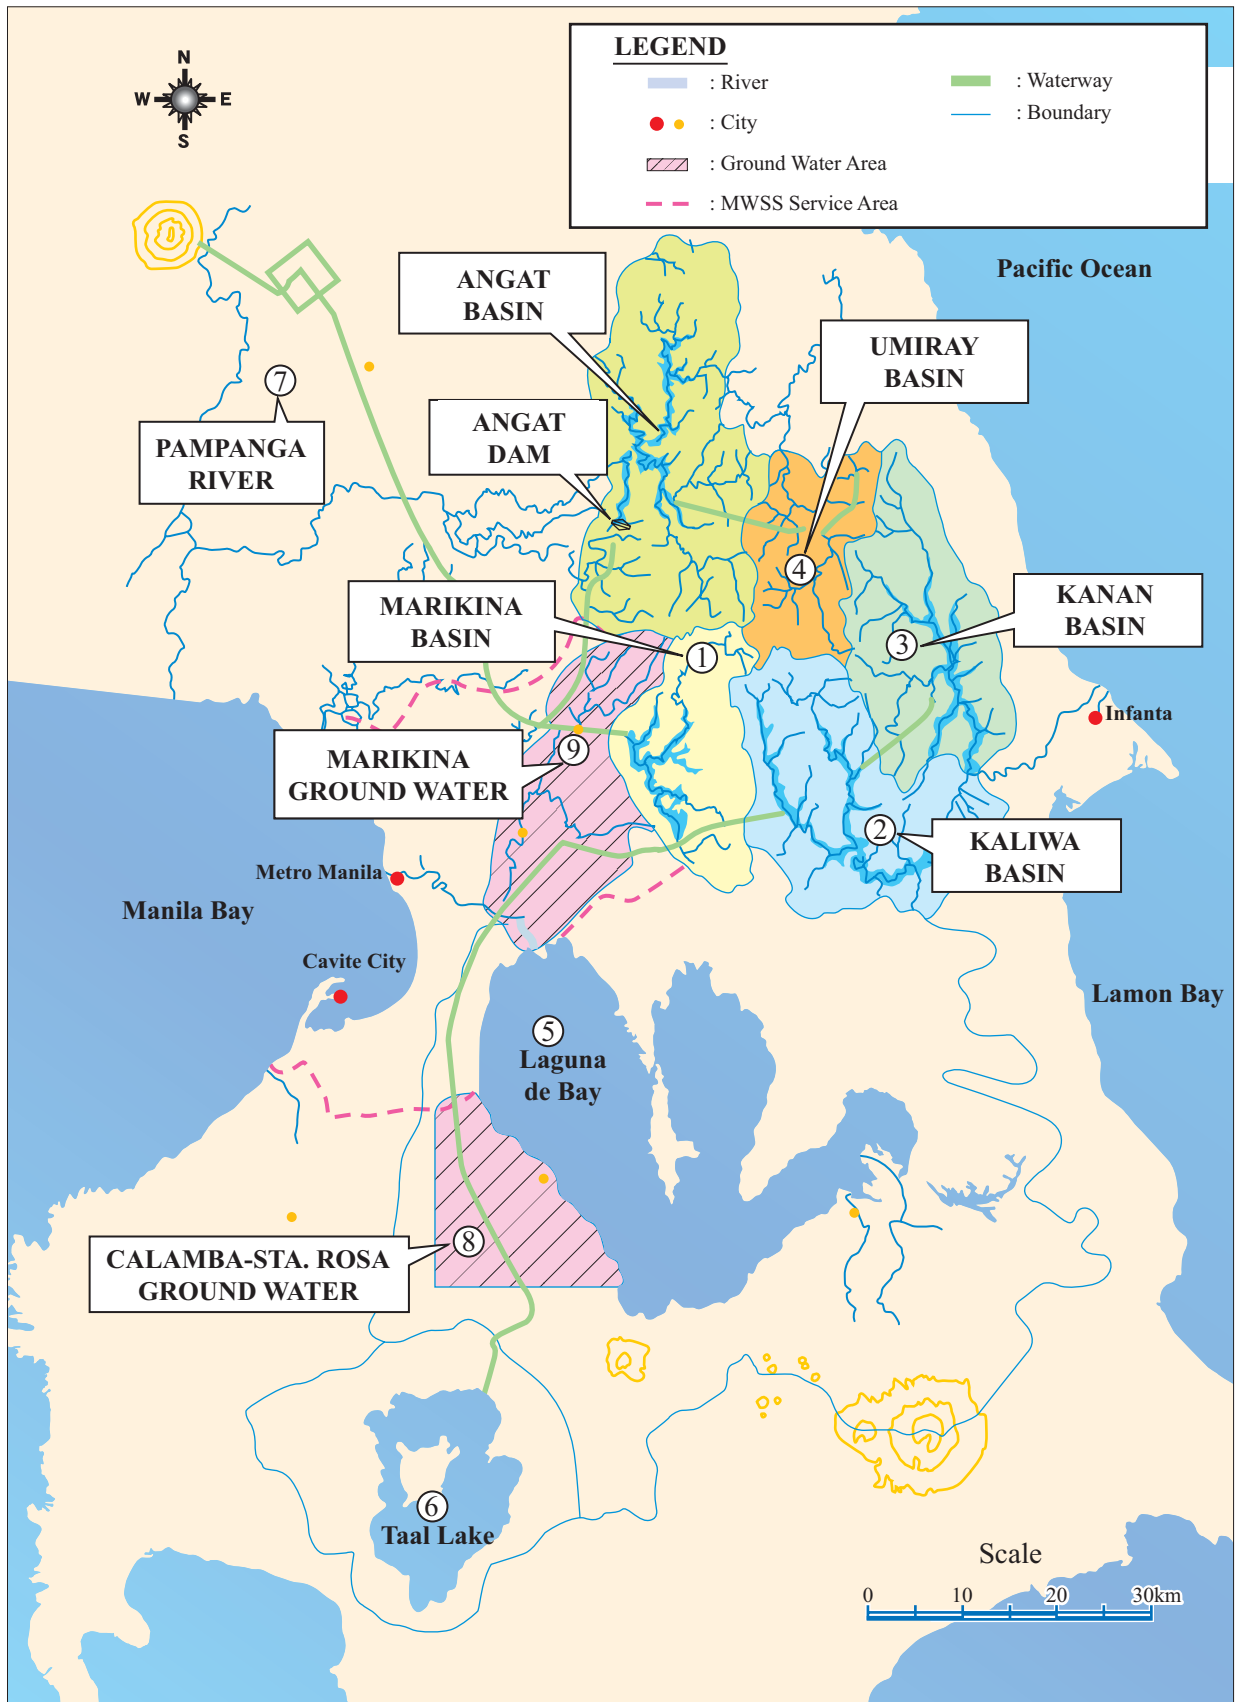 LEGEND
: River
: Waterway
: City
: Boundary
: Ground Water Area
: MWSS Service Area
N
W
E
S
Pacific Ocean
ANGAT
BASIN
UMIRAY
BASIN
7
PAMPANGA
RIVER
ANGAT
DAM
4
MARIKINA
BASIN
KANAN
BASIN
3
1
Infanta
9
MARIKINA
GROUND WATER
2
KALIWA
BASIN
Metro Manila
Manila Bay
Cavite City
Lamon Bay
5
Laguna
de Bay
8
CALAMBA-STA. ROSA
GROUND WATER
6
Taal Lake
Scale
0 10 20 30km